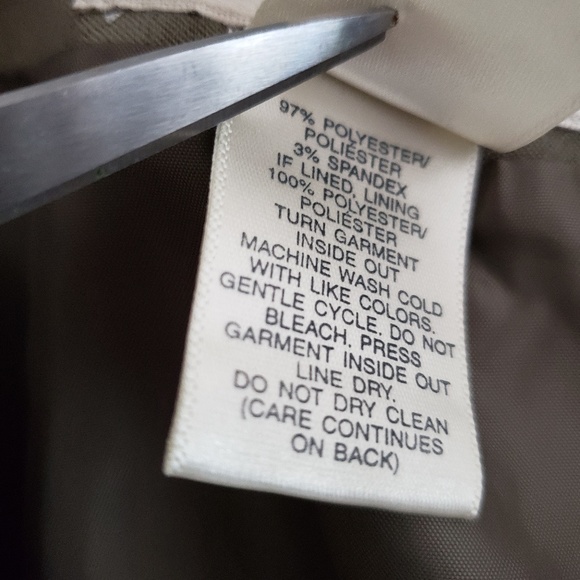 97% POLYESTER/
POLIÉSTER
3% SPANDEX
IF LINED, LINING
100% POLYESTER/
POLIÉSTER
TURN GARMENT
INSIDE OUT
MACHINE WASH COLD
WITH LIKE COLORS.
GENTLE CYCLE. DO NOT
BLEACH. PRESS
GARMENT INSIDE OUT
LINE DRY.
DO NOT DRY CLEAN
(CARE CONTINUES
ON BACK)